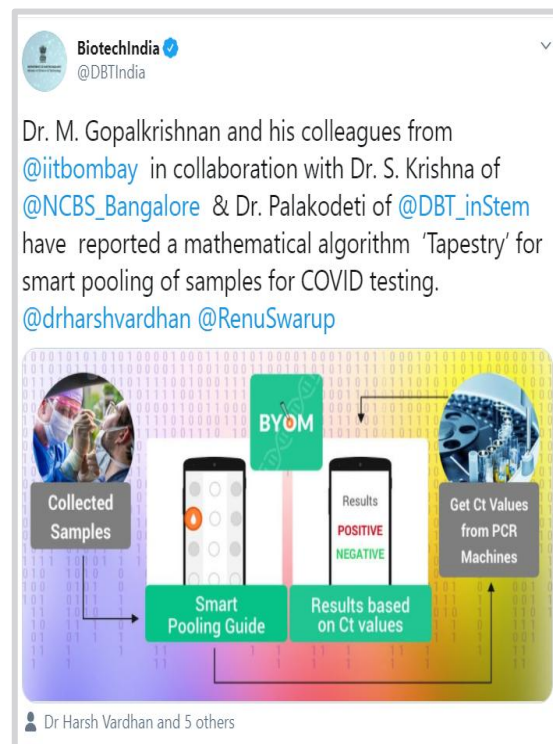 BiotechIndia
@DBTIndia
Dr. M. Gopalkrishnan and his colleagues from
@iitbombay in collaboration with Dr. S. Krishna of
@NCBS_Bangalore & Dr. Palakodeti of @DBT_inStem
have reported a mathematical algorithm ‘Tapestry’ for
smart pooling of samples for COVID testing.
@drharshvardhan @RenuSwarup
BYOM
Collected
Samples
Results
POSITIVE
NEGATIVE
Get Ct Values
from PCR
Machines
Smart
Pooling Guide
Results based
on Ct values
Dr Harsh Vardhan and 5 others